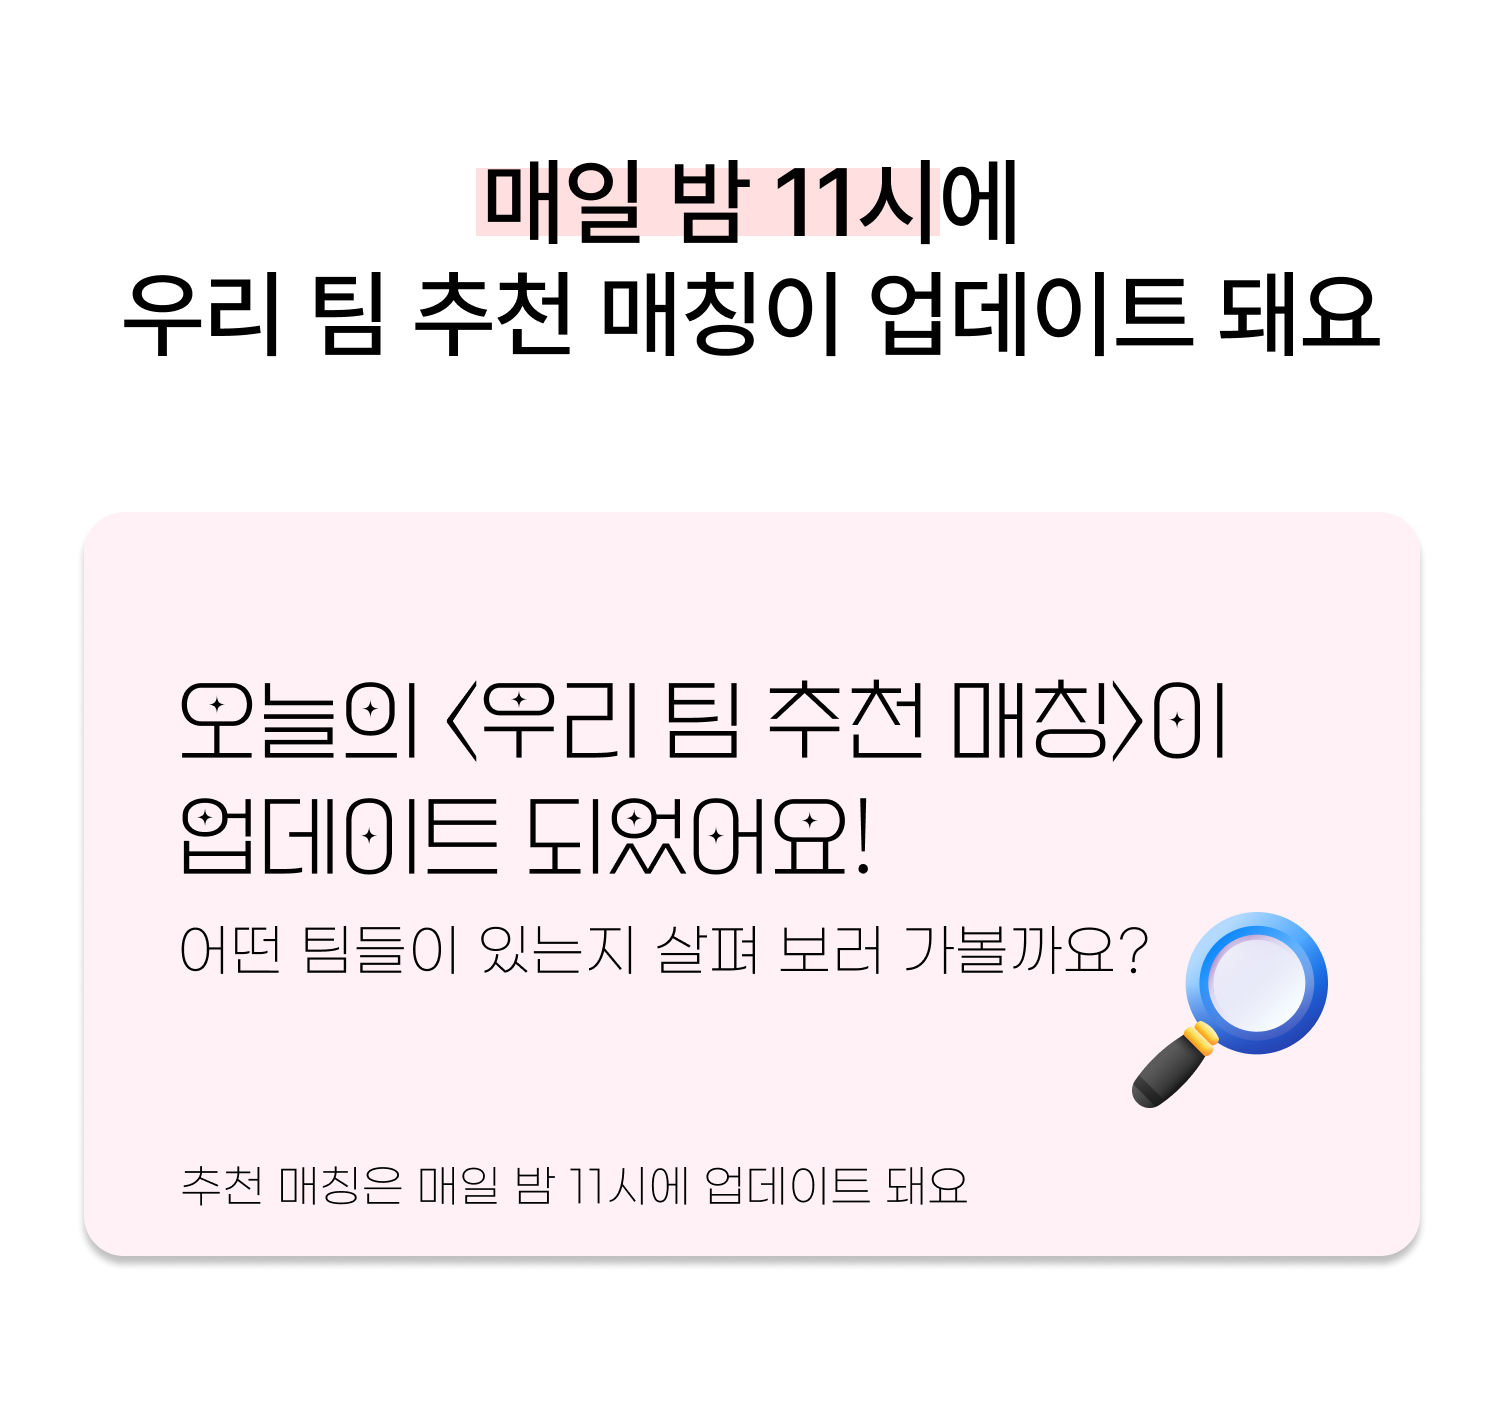 매일 밤 11시에
우리 팀 추천 매칭이 업데이트 돼요
오늘의 <우리 팀 추천 매칭>이
업데이트 되었어요!
어떤 팀들이 있는지 살펴 보러 가볼까요?
추천 매칭은 매일 밤 11시에 업데이트 돼요